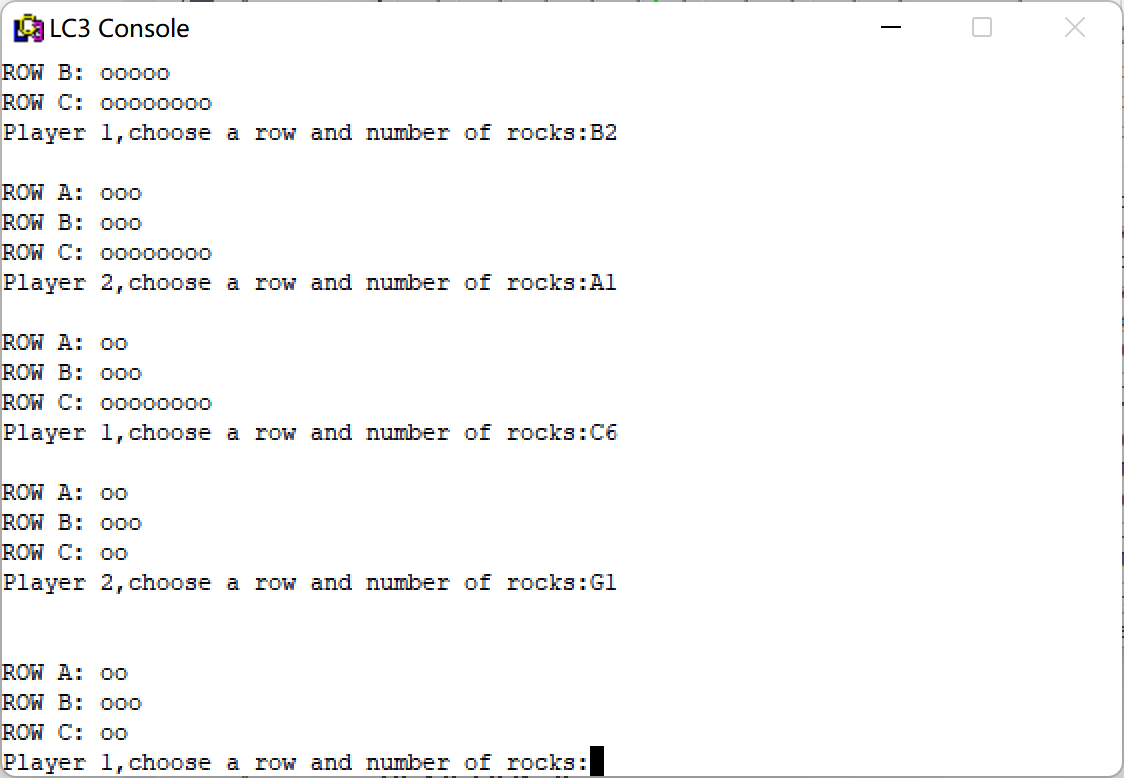 LC3 Console
ROW B: ooooo
ROW C: oooooooo
Player 1,choose a row and number of rocks:B2
ROW A: ooo
ROW B: ooo
ROW C: oooooooo
Player 2,choose a row and number of rocks:A1
ROW A: oo
ROW B: ooo
ROW C: oooooooo
Player 1,choose a row and number of rocks:C6
ROW A: oo
ROW B: ooo
ROW C: oo
Player 2,choose a row and number of rocks:G1
ROW A: oo
ROW B: ooo
ROW C: oo
Player 1,choose a row and number of rocks: